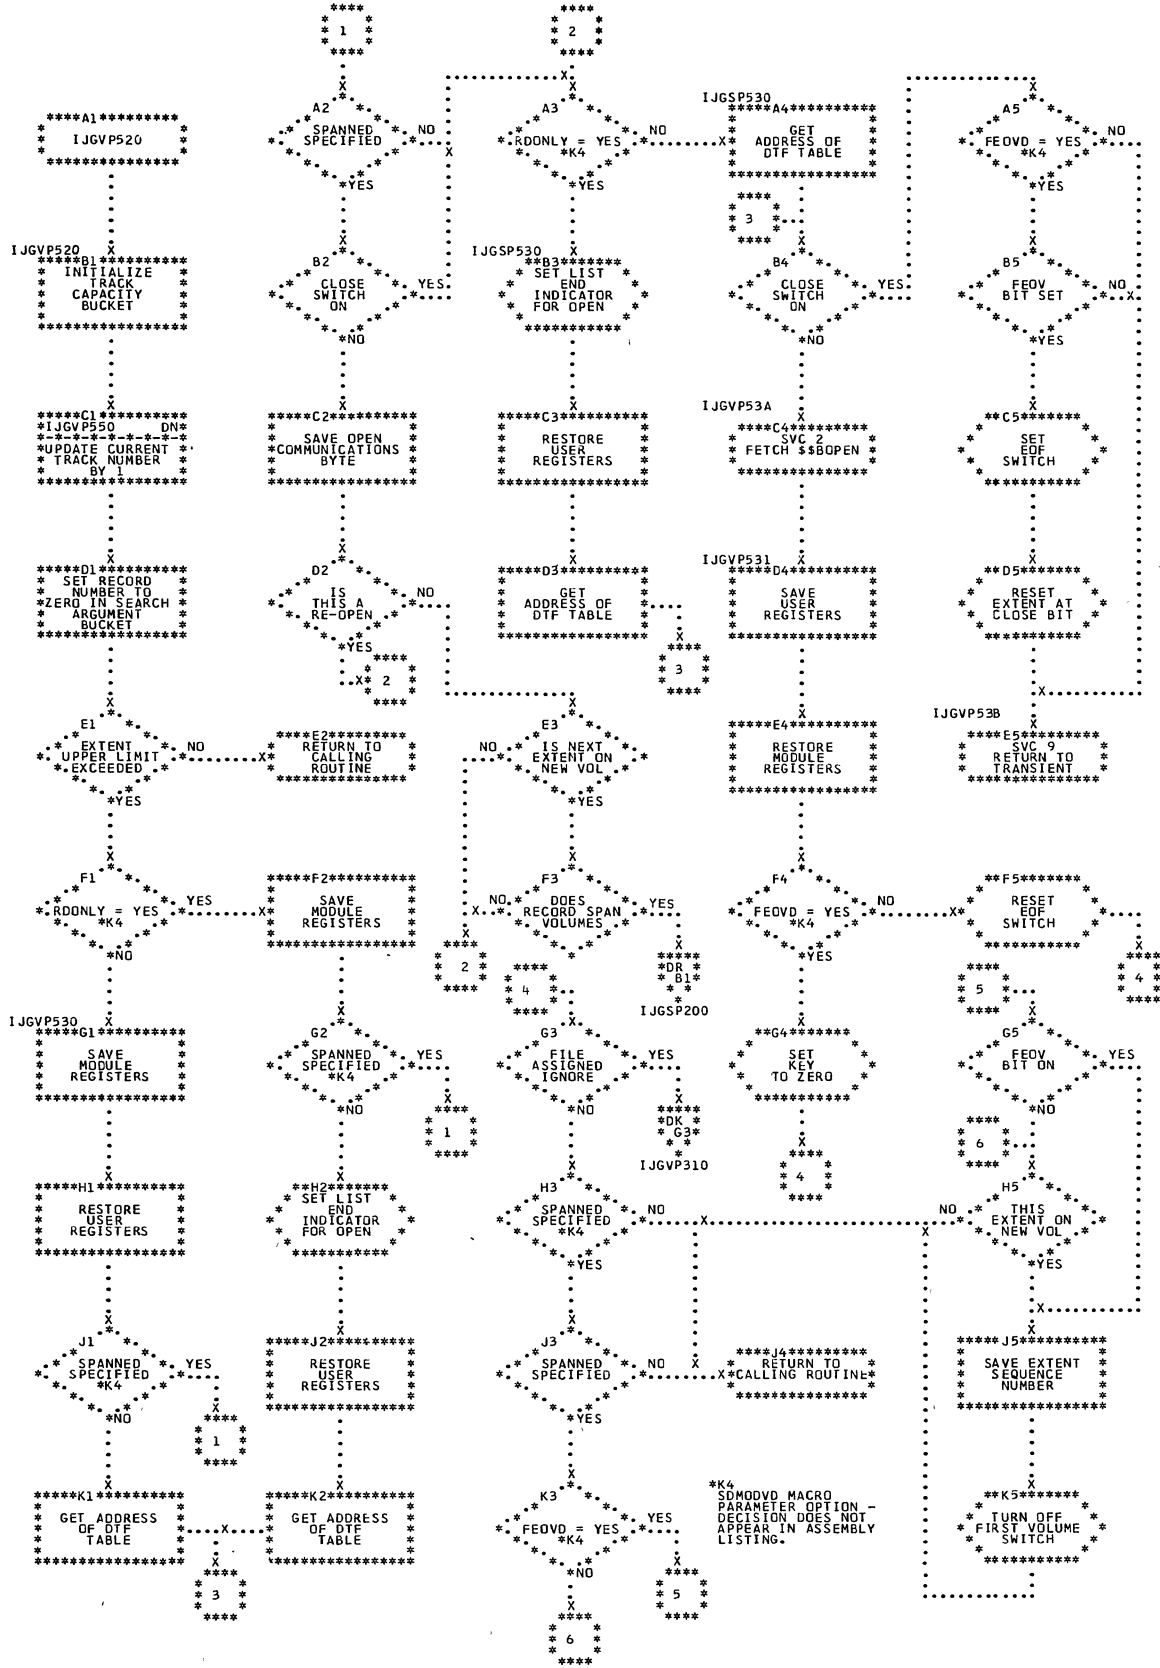 1
2
A1
IJGVP520
A2
SPANNED
SPECIFIED
NO
YES
A3
RDONLY = YES
*K4
NO
YES
IJGSP530
A4
GET
ADDRESS OF
DTF TABLE
3
A5
FEOVD = YES
*K4
NO
YES
IJGVP520
B1
INITIALIZE
TRACK
CAPACITY
BUCKET
B2
CLOSE
SWITCH
ON
YES
NO
IJGSP530
B3
SET LIST
END
INDICATOR
FOR OPEN
B4
CLOSE
SWITCH
ON
YES
NO
B5
FEOV
BIT SET
NO
YES
C1
IJGVP550 DN
UPDATE CURRENT
TRACK NUMBER
BY 1
C2
SAVE OPEN
COMMUNICATIONS
BYTE
C3
RESTORE
USER
REGISTERS
IJGVP53A
C4
SVC 2
FETCH $$BOPEN
C5
SET
EOF
SWITCH
D1
SET RECORD
NUMBER TO
ZERO IN SEARCH
ARGUMENT
BUCKET
D2
IS
THIS A
RE-OPEN
NO
YES
2
D3
GET
ADDRESS OF
DTF TABLE
3
IJGVP531
D4
SAVE
USER
REGISTERS
D5
RESET
EXTENT AT
CLOSE BIT
E1
EXTENT
UPPER LIMIT
EXCEEDED
NO
YES
E2
RETURN TO
CALLING
ROUTINE
E3
IS NEXT
EXTENT ON
NEW VOL
NO
YES
E4
RESTORE
MODULE
REGISTERS
IJGVP53B
E5
SVC 9
RETURN TO
TRANSIENT
F1
RDONLY = YES
*K4
YES
NO
F2
SAVE
MODULE
REGISTERS
F3
DOES
RECORD SPAN
VOLUMES
NO
YES
2
DR
B1
IJGSP200
F4
FEOVD = YES
*K4
NO
YES
F5
RESET
EOF
SWITCH
4
4
5
IJGVP530
G1
SAVE
MODULE
REGISTERS
G2
SPANNED
SPECIFIED
*K4
YES
NO
1
G3
FILE
ASSIGNED
IGNORE
YES
NO
DK
G3
IJGVP310
G4
SET
KEY
TO ZERO
4
G5
FEOV
BIT ON
YES
NO
6
H1
RESTORE
USER
REGISTERS
H2
SET LIST
END
INDICATOR
FOR OPEN
H3
SPANNED
SPECIFIED
*K4
NO
YES
H5
THIS
EXTENT ON
NEW VOL
NO
YES
J1
SPANNED
SPECIFIED
*K4
YES
NO
1
J2
RESTORE
USER
REGISTERS
J3
SPANNED
SPECIFIED
NO
YES
J4
RETURN TO
CALLING ROUTINE
J5
SAVE EXTENT
SEQUENCE
NUMBER
K1
GET ADDRESS
OF DTF
TABLE
3
K2
GET ADDRESS
OF DTF
TABLE
K3
FEOVD = YES
*K4
YES
NO
5
6
*K4
SDMODVD MACRO
PARAMETER OPTION -
DECISION DOES NOT
APPEAR IN ASSEMBLY
LISTING.
K5
TURN OFF
FIRST VOLUME
SWITCH